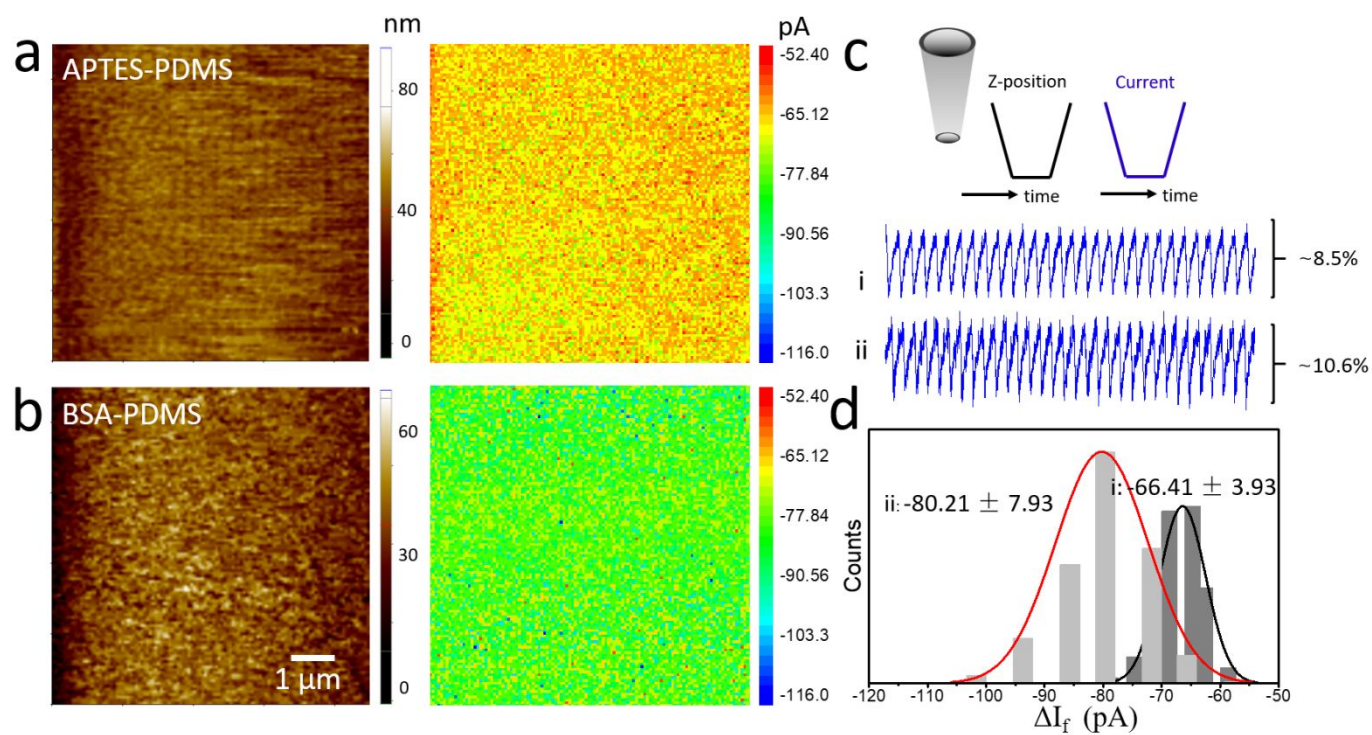 a
APTES-PDMS
nm
80
40
0
pA
-52.40
-65.12
-77.84
-90.56
-103.3
-116.0
b
BSA-PDMS
1 μm
60
30
0
-52.40
-65.12
-77.84
-90.56
-103.3
-116.0
c
Z-position
Current
time
time
i
~8.5%
ii
~10.6%
d
ii: -80.21 ± 7.93
i: -66.41 ± 3.93
Counts
-120 -110 -100 -90 -80 -70 -60 -50
ΔIf (pA)